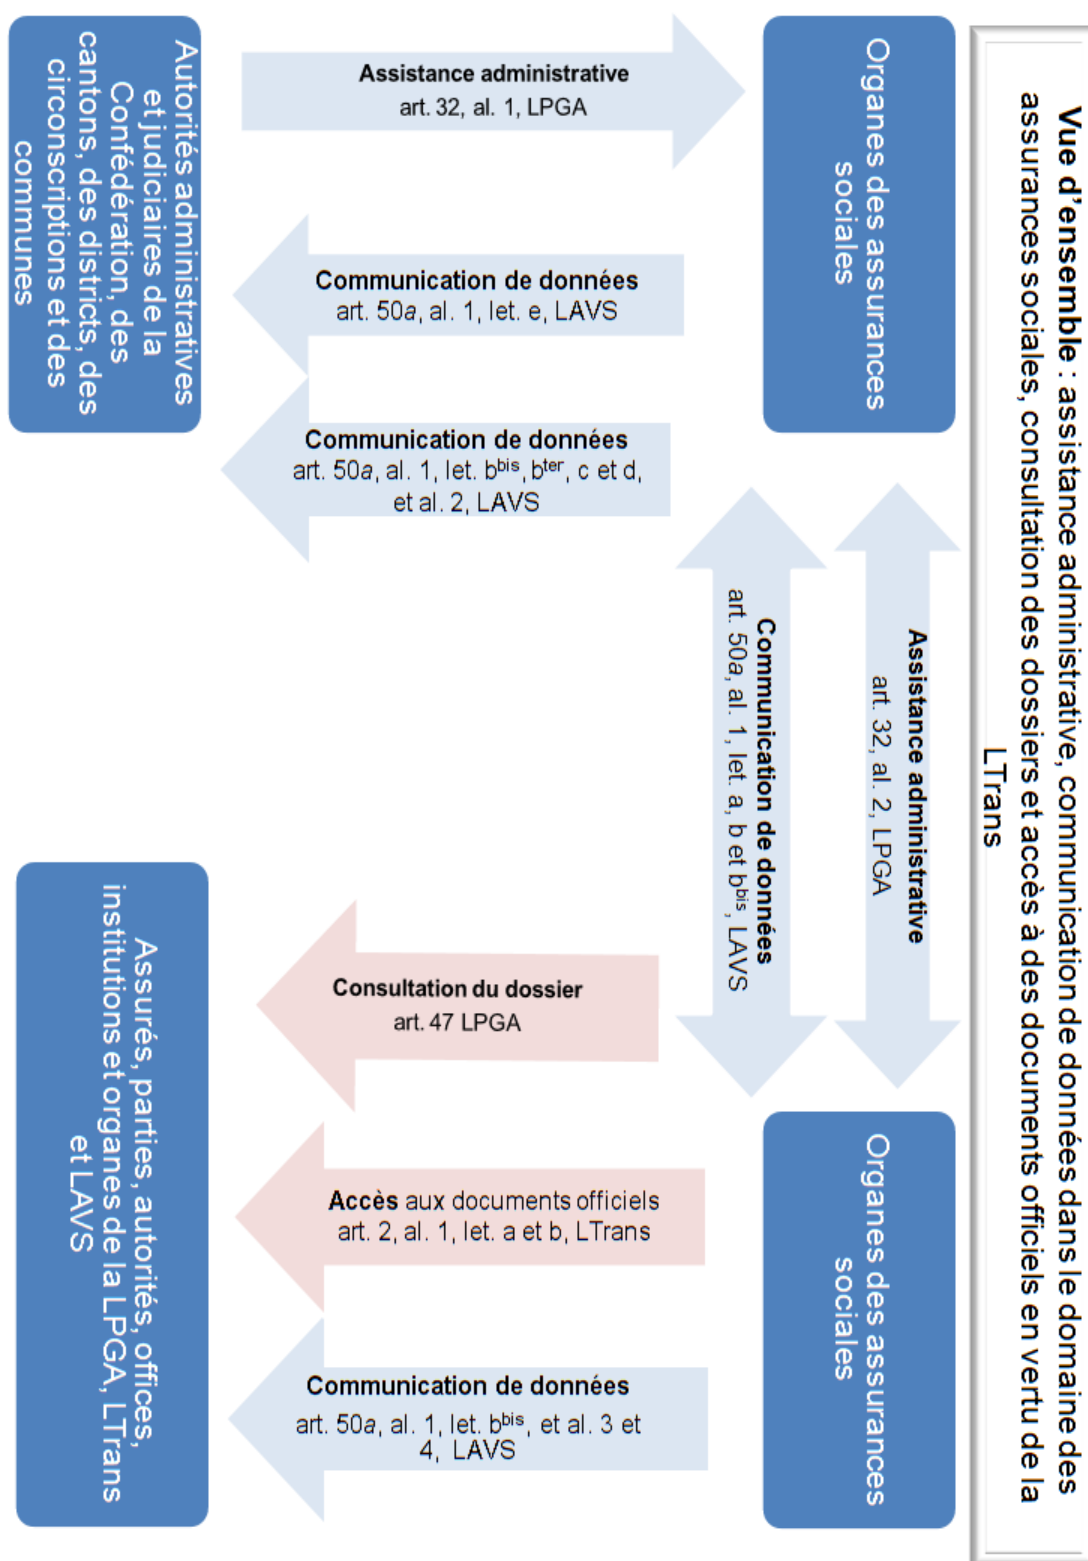 Vue d'ensemble : assistance administrative, communication de données dans le domaine des
assurances sociales, consultation des dossiers et accès à des documents officiels en vertu de la
LTrans
Organes des assurances
sociales
Assistance administrative
art. 32, al. 2, LPGA
Communication de données
art. 50a, al. 1, let. a, b et b^bis, LAVS
Organes des assurances
sociales
Assistance administrative
art. 32, al. 1, LPGA
Communication de données
art. 50a, al. 1, let. e, LAVS
Communication de données
art. 50a, al. 1, let. b^bis, b^ter, c et d,
et al. 2, LAVS
Consultation du dossier
art. 47 LPGA
Accès aux documents officiels
art. 2, al. 1, let. a et b, LTrans
Communication de données
art. 50a, al. 1, let. b^bis, et al. 3 et
4, LAVS
Autorités administratives
et judiciaires de la
Confédération, des
cantons, des districts, des
circonscriptions et des
communes
Assurés, parties, autorités, offices,
institutions et organes de la LPGA, LTrans
et LAVS